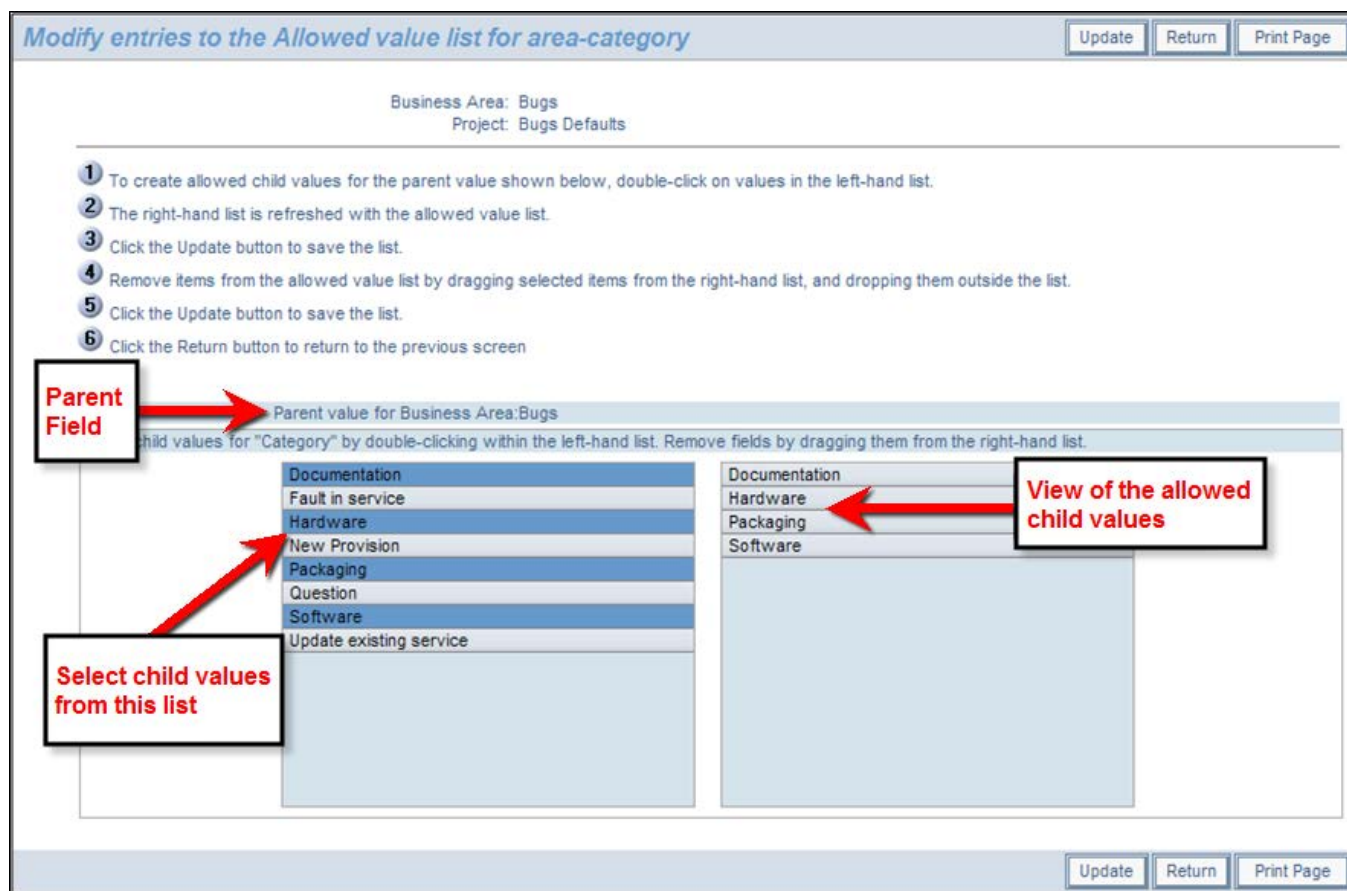 Modify entries to the Allowed value list for area-category
Update Return Print Page
Business Area: Bugs
Project: Bugs Defaults
1 To create allowed child values for the parent value shown below, double-click on values in the left-hand list.
2 The right-hand list is refreshed with the allowed value list.
3 Click the Update button to save the list.
4 Remove items from the allowed value list by dragging selected items from the right-hand list, and dropping them outside the list.
5 Click the Update button to save the list.
6 Click the Return button to return to the previous screen
Parent
Field
Parent value for Business Area:Bugs
child values for "Category" by double-clicking within the left-hand list. Remove fields by dragging them from the right-hand list.
Documentation
Fault in service
Hardware
New Provision
Packaging
Question
Software
Update existing service
Documentation
Hardware
Packaging
Software
View of the allowed
child values
Select child values
from this list
Update Return Print Page